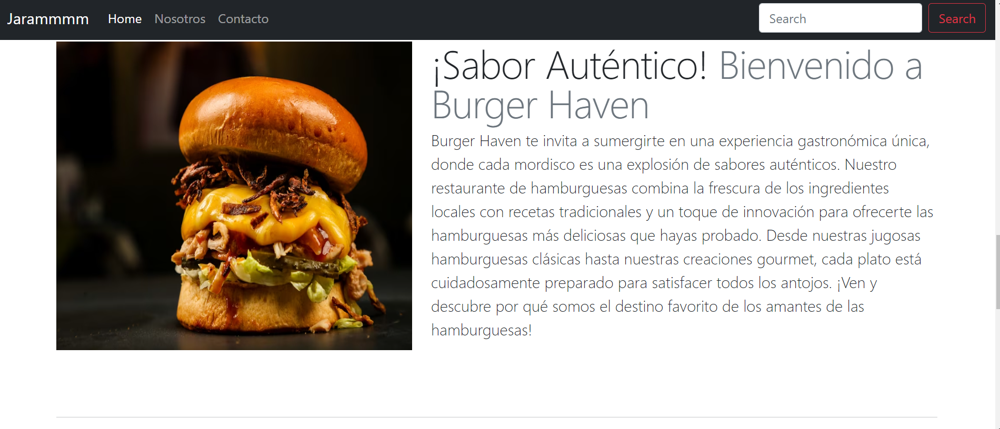 Jarammmm Home Nosotros Contacto Search Search
¡Sabor Auténtico! Bienvenido a
Burger Haven
Burger Haven te invita a sumergirte en una experiencia gastronómica única,
donde cada mordisco es una explosión de sabores auténticos. Nuestro
restaurante de hamburguesas combina la frescura de los ingredientes
locales con recetas tradicionales y un toque de innovación para ofrecerte las
hamburguesas más deliciosas que hayas probado. Desde nuestras jugosas
hamburguesas clásicas hasta nuestras creaciones gourmet, cada plato está
cuidadosamente preparado para satisfacer todos los antojos. ¡Ven y
descubre por qué somos el destino favorito de los amantes de las
hamburguesas!